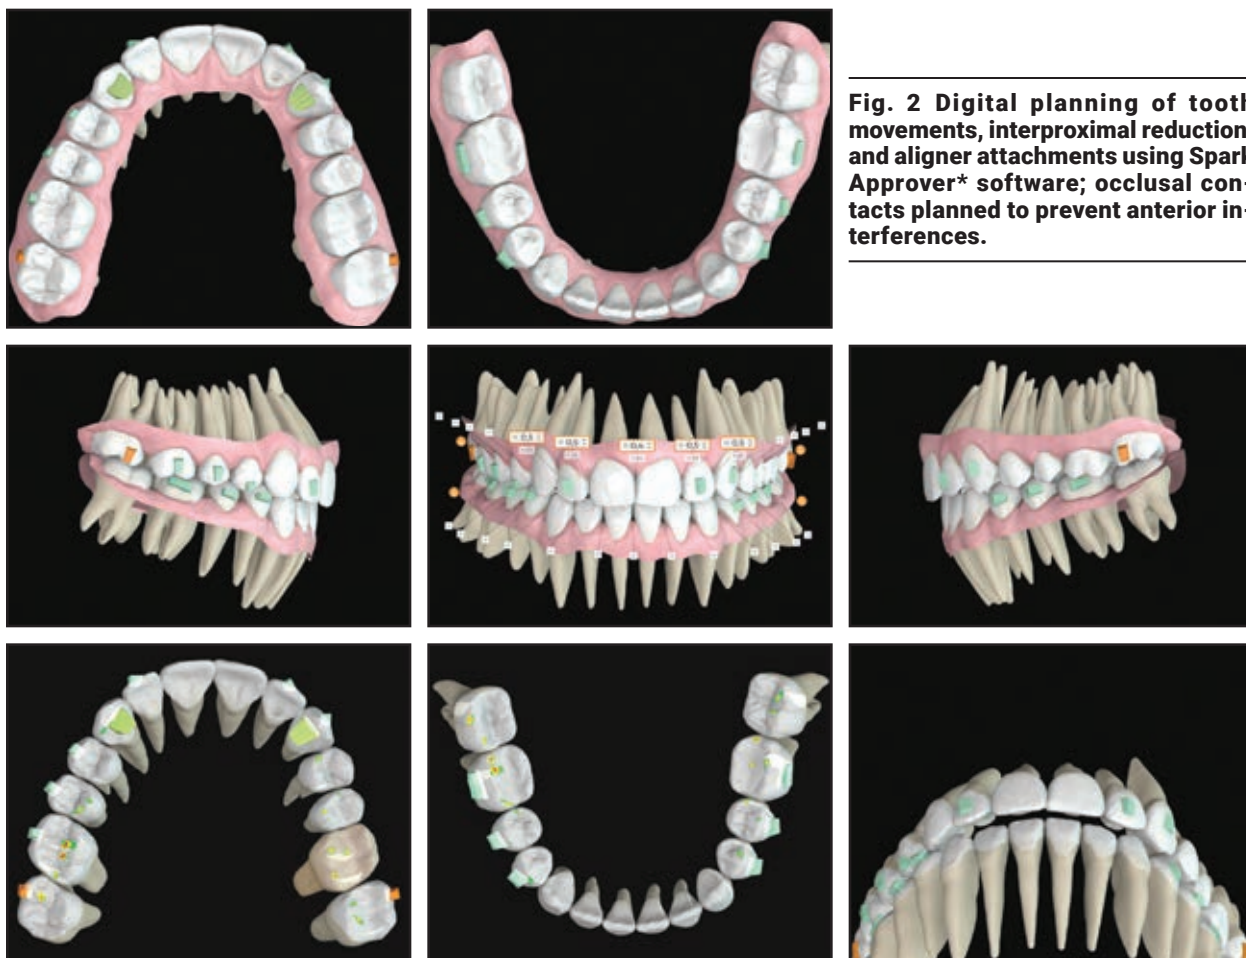 Fig. 2 Digital planning of tooth
movements, interproximal reduction,
and aligner attachments using Spark
Approver* software; occlusal con-
tacts planned to prevent anterior in-
terferences.